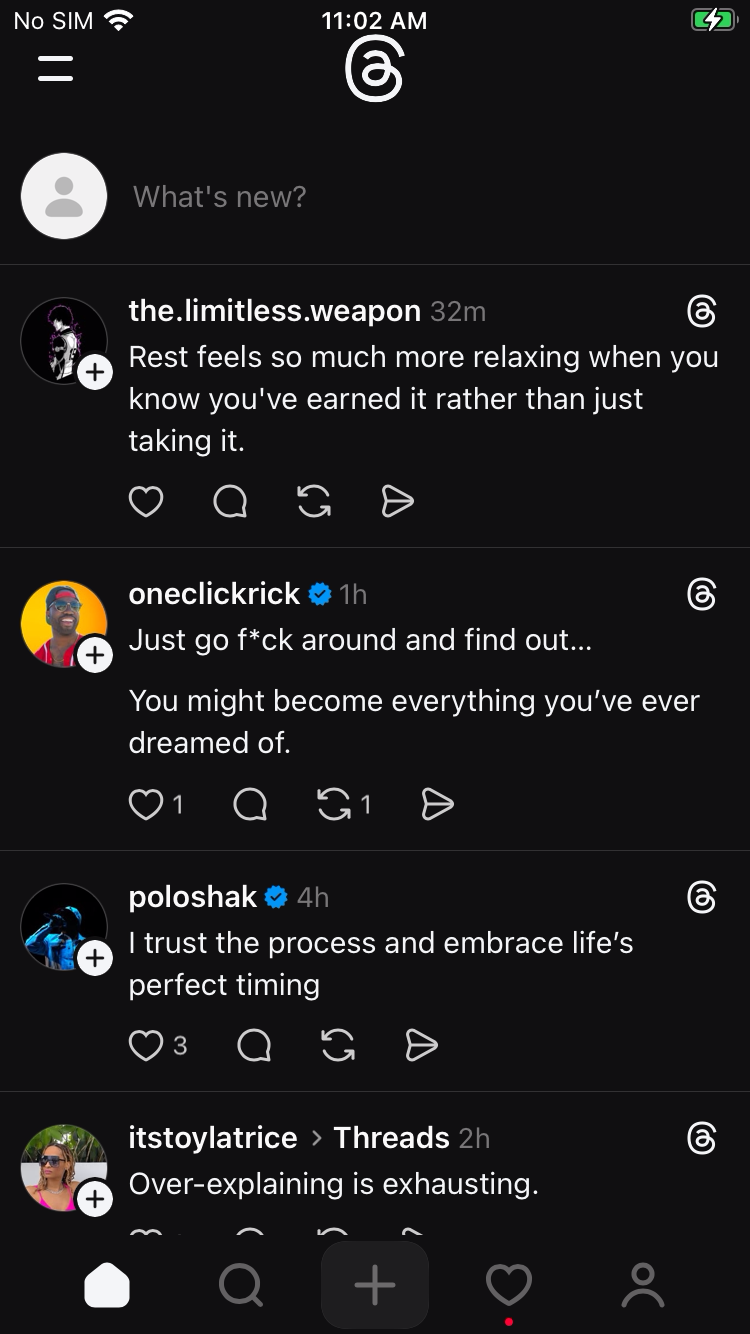 No SIM 11:02 AM
What's new?
the.limitless.weapon 32m
Rest feels so much more relaxing when you
know you've earned it rather than just
taking it.
oneclickrick 1h
Just go f*ck around and find out...
You might become everything you’ve ever
dreamed of.
1 1
poloshak 4h
I trust the process and embrace life’s
perfect timing
3
itstoylatrice > Threads 2h
Over-explaining is exhausting.